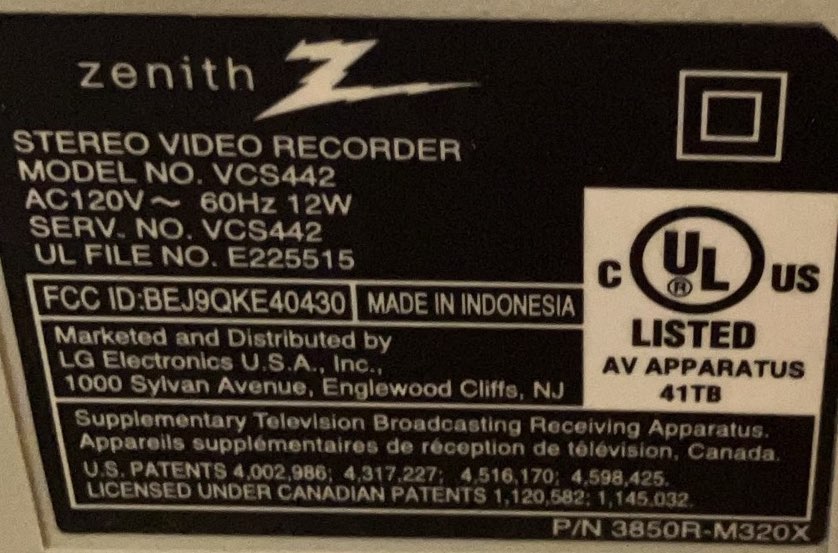 zenith
STEREO VIDEO RECORDER
MODEL NO. VCS442
AC120V～ 60Hz 12W
SERV. NO. VCS442
UL FILE NO. E225515
FCC ID:BEJ9QKE40430
MADE IN INDONESIA
C UL US
®
LISTED
AV APPARATUS
41TB
Marketed and Distributed by
LG Electronics U.S.A., Inc.,
1000 Sylvan Avenue, Englewood Cliffs, NJ
Supplementary Television Broadcasting Receiving Apparatus.
Appareils supplémentaires de réception de télévision, Canada.
U.S. PATENTS 4,002,986; 4,317,227; 4,516,170; 4,598,425.
LICENSED UNDER CANADIAN PATENTS 1,120,582; 1,145,032.
P/N 3850R-M320X